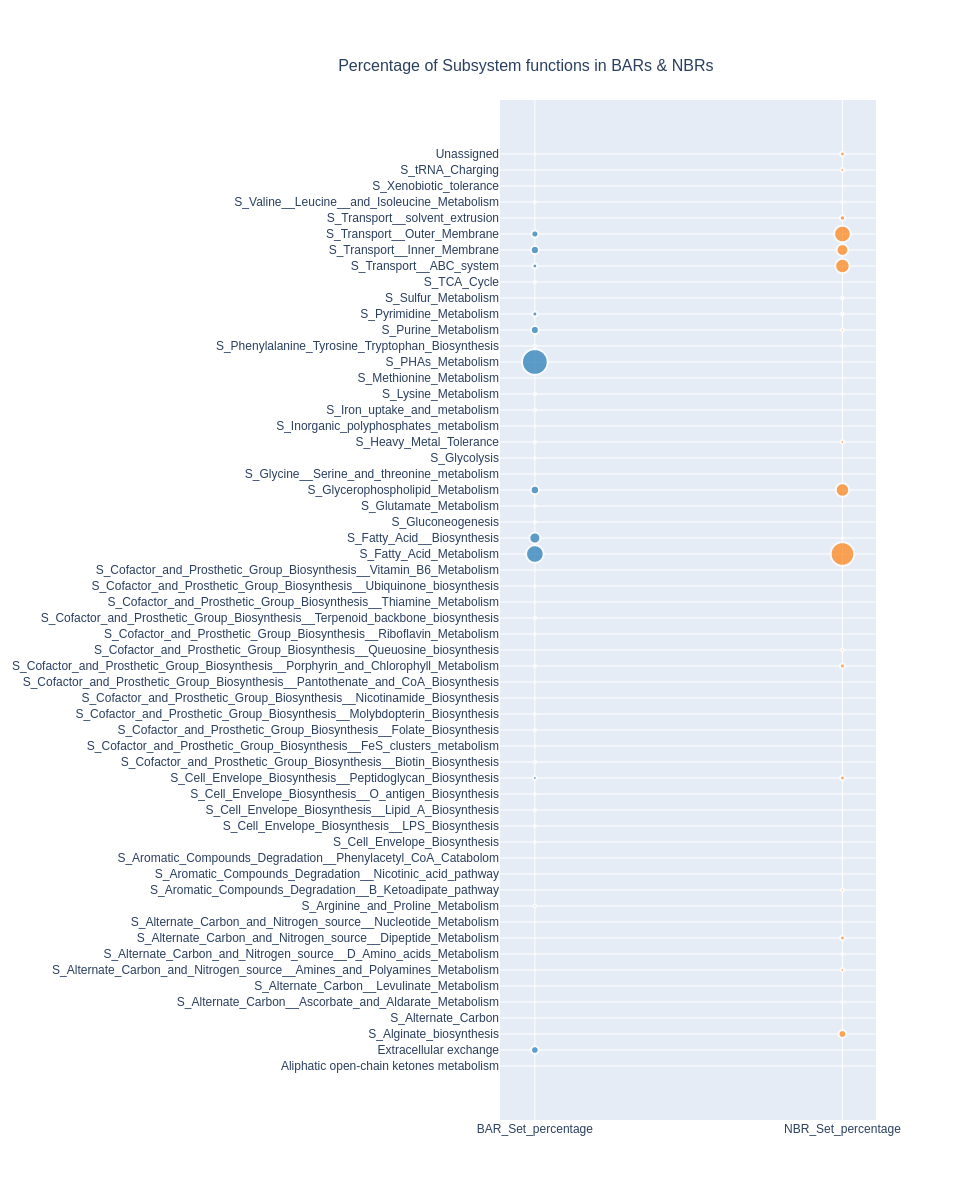 Percentage of Subsystem functions in BARs & NBRs
Unassigned
S_tRNA_Charging
S_Xenobiotic_tolerance
S_Valine__Leucine__and_Isoleucine_Metabolism
S_Transport__solvent_extrusion
S_Transport__Outer_Membrane
S_Transport__Inner_Membrane
S_Transport__ABC_system
S_TCA_Cycle
S_Sulfur_Metabolism
S_Pyrimidine_Metabolism
S_Purine_Metabolism
S_Phenylalanine_Tyrosine_Tryptophan_Biosynthesis
S_PHAs_Metabolism
S_Methionine_Metabolism
S_Lysine_Metabolism
S_Iron_uptake_and_metabolism
S_Inorganic_polyphosphates_metabolism
S_Heavy_Metal_Tolerance
S_Glycolysis
S_Glycine__Serine_and_threonine_metabolism
S_Glycerophospholipid_Metabolism
S_Glutamate_Metabolism
S_Gluconeogenesis
S_Fatty_Acid__Biosynthesis
S_Fatty_Acid_Metabolism
S_Cofactor_and_Prosthetic_Group_Biosynthesis__Vitamin_B6_Metabolism
S_Cofactor_and_Prosthetic_Group_Biosynthesis__Ubiquinone_biosynthesis
S_Cofactor_and_Prosthetic_Group_Biosynthesis__Thiamine_Metabolism
S_Cofactor_and_Prosthetic_Group_Biosynthesis__Terpenoid_backbone_biosynthesis
S_Cofactor_and_Prosthetic_Group_Biosynthesis__Riboflavin_Metabolism
S_Cofactor_and_Prosthetic_Group_Biosynthesis__Queuosine_biosynthesis
S_Cofactor_and_Prosthetic_Group_Biosynthesis__Porphyrin_and_Chlorophyll_Metabolism
S_Cofactor_and_Prosthetic_Group_Biosynthesis__Pantothenate_and_CoA_Biosynthesis
S_Cofactor_and_Prosthetic_Group_Biosynthesis__Nicotinamide_Biosynthesis
S_Cofactor_and_Prosthetic_Group_Biosynthesis__Molybdopterin_Biosynthesis
S_Cofactor_and_Prosthetic_Group_Biosynthesis__Folate_Biosynthesis
S_Cofactor_and_Prosthetic_Group_Biosynthesis__FeS_clusters_metabolism
S_Cofactor_and_Prosthetic_Group_Biosynthesis__Biotin_Biosynthesis
S_Cell_Envelope_Biosynthesis__Peptidoglycan_Biosynthesis
S_Cell_Envelope_Biosynthesis__O_antigen_Biosynthesis
S_Cell_Envelope_Biosynthesis__Lipid_A_Biosynthesis
S_Cell_Envelope_Biosynthesis__LPS_Biosynthesis
S_Cell_Envelope_Biosynthesis
S_Aromatic_Compounds_Degradation__Phenylacetyl_CoA_Catabolom
S_Aromatic_Compounds_Degradation__Nicotinic_acid_pathway
S_Aromatic_Compounds_Degradation__B_Ketoadipate_pathway
S_Arginine_and_Proline_Metabolism
S_Alternate_Carbon_and_Nitrogen_source__Nucleotide_Metabolism
S_Alternate_Carbon_and_Nitrogen_source__Dipeptide_Metabolism
S_Alternate_Carbon_and_Nitrogen_source__D_Amino_acids_Metabolism
S_Alternate_Carbon_and_Nitrogen_source__Amines_and_Polyamines_Metabolism
S_Alternate_Carbon__Levulinate_Metabolism
S_Alternate_Carbon__Ascorbate_and_Aldarate_Metabolism
S_Alternate_Carbon
S_Alginate_biosynthesis
Extracellular exchange
Aliphatic open-chain ketones metabolism
BAR_Set_percentage NBR_Set_percentage